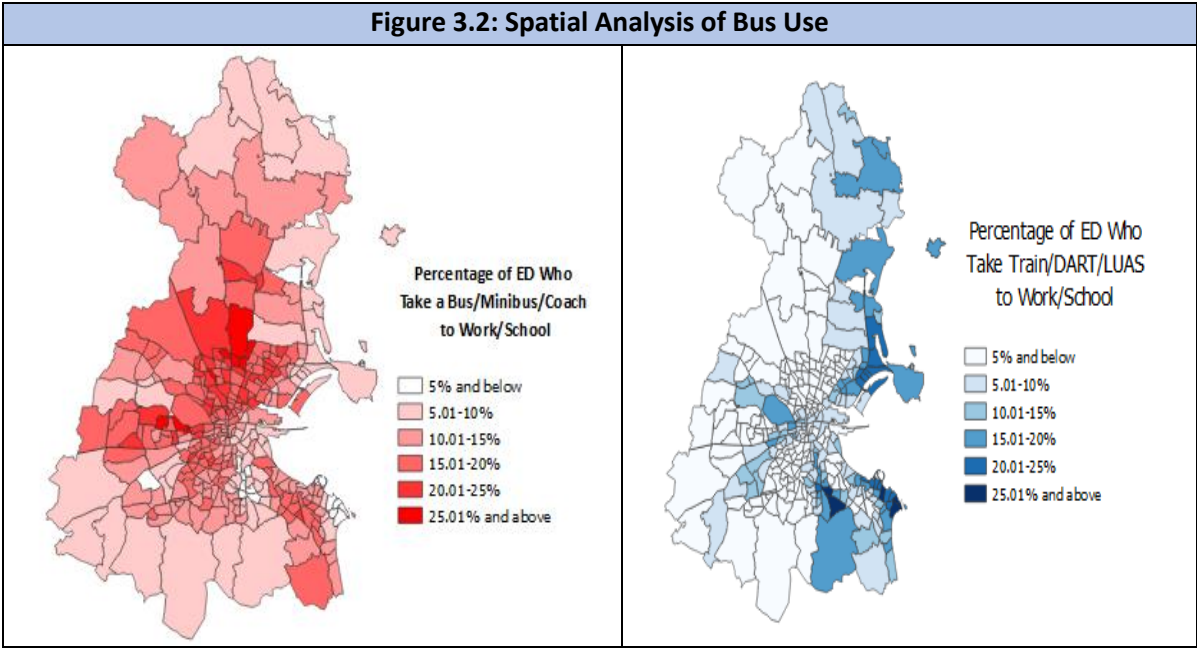 Figure 3.2: Spatial Analysis of Bus Use
Percentage of ED Who
Take a Bus/Minibus/Coach
to Work/School
5% and below
5.01-10%
10.01-15%
15.01-20%
20.01-25%
25.01% and above
Percentage of ED Who
Take Train/DART/LUAS
to Work/School
5% and below
5.01-10%
10.01-15%
15.01-20%
20.01-25%
25.01% and above